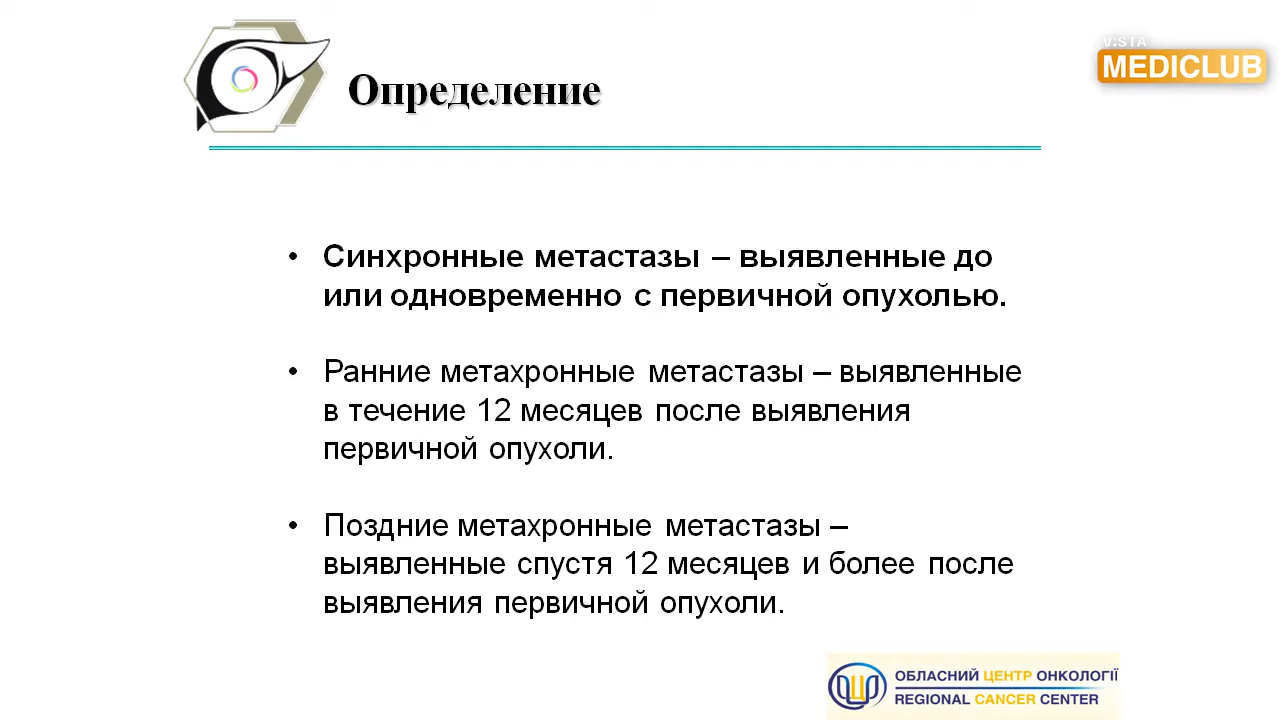 Определение
VISTA
MEDICLUB
• Синхронные метастазы – выявленные до
или одновременно с первичной опухолью.
• Ранние метахронные метастазы – выявленные
в течение 12 месяцев после выявления
первичной опухоли.
• Поздние метахронные метастазы –
выявленные спустя 12 месяцев и более после
выявления первичной опухоли.
ОБЛАСНИЙ ЦЕНТР ОНКОЛОГІЇ
REGIONAL CANCER CENTER